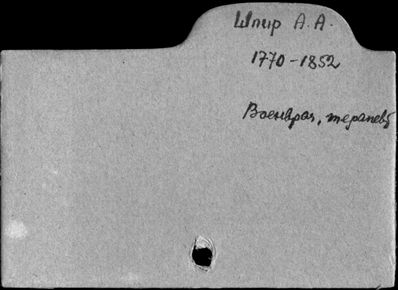 Шпир А.А.
1770-1852
Военврач, терапевт